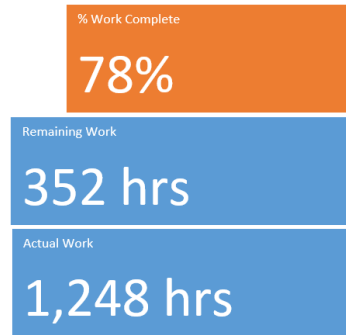 % Work Complete
78%
Remaining Work
352 hrs
Actual Work
1,248 hrs